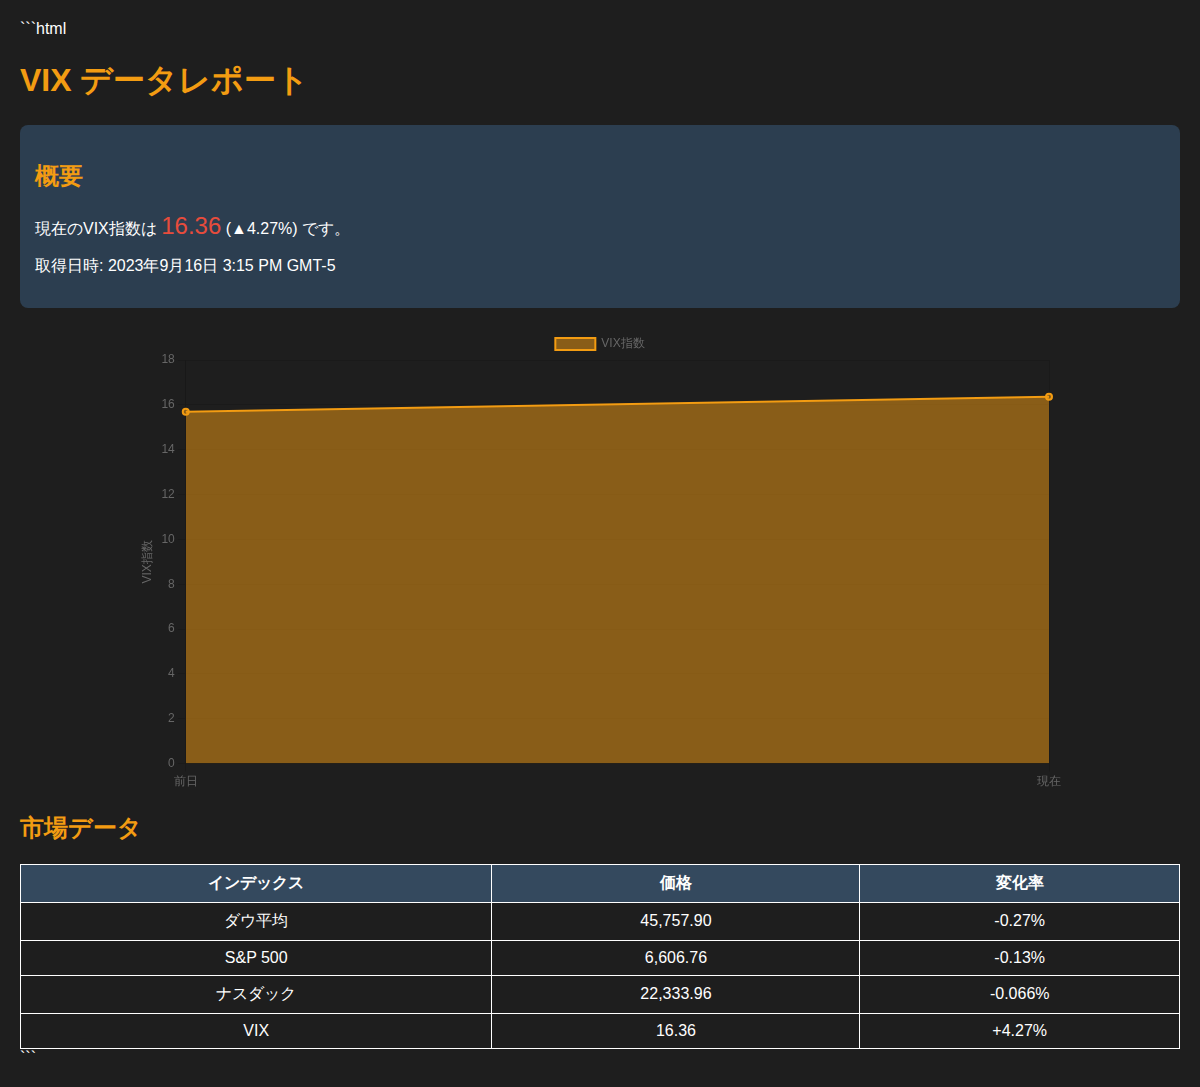 ```html
VIX データレポート
概要
現在のVIX指数は 16.36 (▲4.27%) です。
取得日時: 2023年9月16日 3:15 PM GMT-5
VIX指数
18
16
14
12
10
8
6
4
2
0
VIX指数
前日 現在
市場データ
インデックス 価格 変化率
ダウ平均 45,757.90 -0.27%
S&P 500 6,606.76 -0.13%
ナスダック 22,333.96 -0.066%
VIX 16.36 +4.27%
```